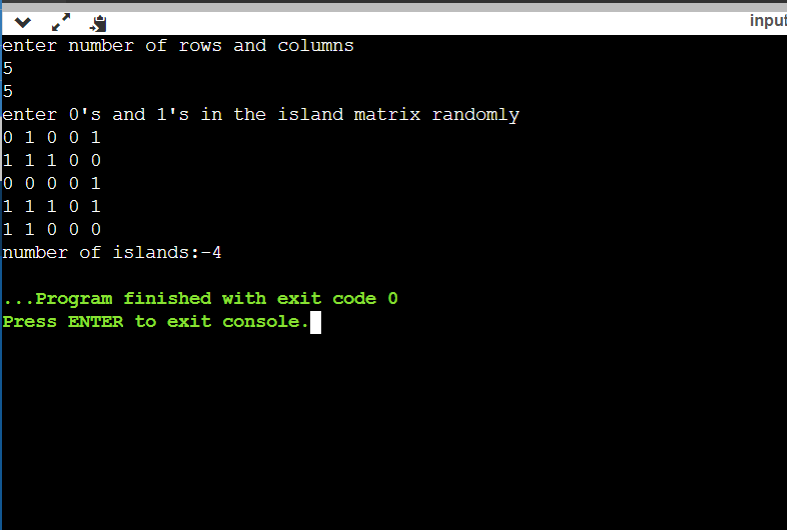 input
enter number of rows and columns
5
5
enter 0's and 1's in the island matrix randomly
0 1 0 0 1
1 1 1 0 0
0 0 0 0 1
1 1 1 0 1
1 1 0 0 0
number of islands:-4
...Program finished with exit code 0
Press ENTER to exit console.